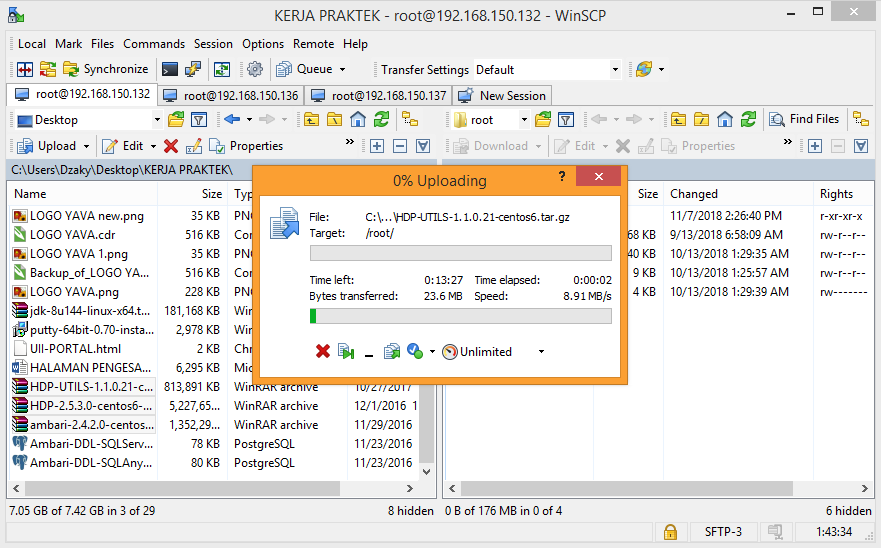 KERJA PRAKTEK - root@192.168.150.132 - WinSCP
Local Mark Files Commands Session Options Remote Help
Synchronize Queue Transfer Settings Default
root@192.168.150.132 root@192.168.150.136 root@192.168.150.137 New Session
Desktop root Find Files
Upload Edit Properties Download Edit Properties
C:\Users\Dzaky\Desktop\KERJA PRAKTEK\
Name Size Typ Size Changed Rights
LOGO YAVA new.png 35 KB PNG 11/7/2018 2:26:40 PM r-xr-xr-x
LOGO YAVA.cdr 516 KB Cor 68 KB 9/13/2018 6:58:09 AM rw-r--r--
LOGO YAVA 1.png 35 KB PNG 40 KB 10/13/2018 1:29:35 AM rw-r--r--
Backup_of_LOGO YA... 516 KB Cor 9 KB 10/13/2018 1:25:57 AM rw-r--r--
LOGO YAVA.png 228 KB PNG 4 KB 10/13/2018 1:29:39 AM rw-------
jdk-8u144-linux-x64.t... 181,168 KB Wi
putty-64bit-0.70-insta... 2,978 KB Wi
UII-PORTAL.html 2 KB Chr
HALAMAN PENGESA... 6,295 KB Mic
HDP-UTILS-1.1.0.21-c... 813,891 KB WinRAR archive 10/27/2017
HDP-2.5.3.0-centos6-... 5,227,65... WinRAR archive 12/1/2016 1
ambari-2.4.2.0-centos... 1,352,29... WinRAR archive 11/29/2016
Ambari-DDL-SQLServ... 78 KB PostgreSQL 11/23/2016
Ambari-DDL-SQLAny... 80 KB PostgreSQL 11/23/2016
0% Uploading ?
File: C:\...\HDP-UTILS-1.1.0.21-centos6.tar.gz
Target: /root/
Time left: 0:13:27 Time elapsed: 0:00:02
Bytes transferred: 23.6 MB Speed: 8.91 MB/s
Unlimited
7.05 GB of 7.42 GB in 3 of 29 8 hidden 0 B of 176 MB in 0 of 4 6 hidden
SFTP-3 1:43:34